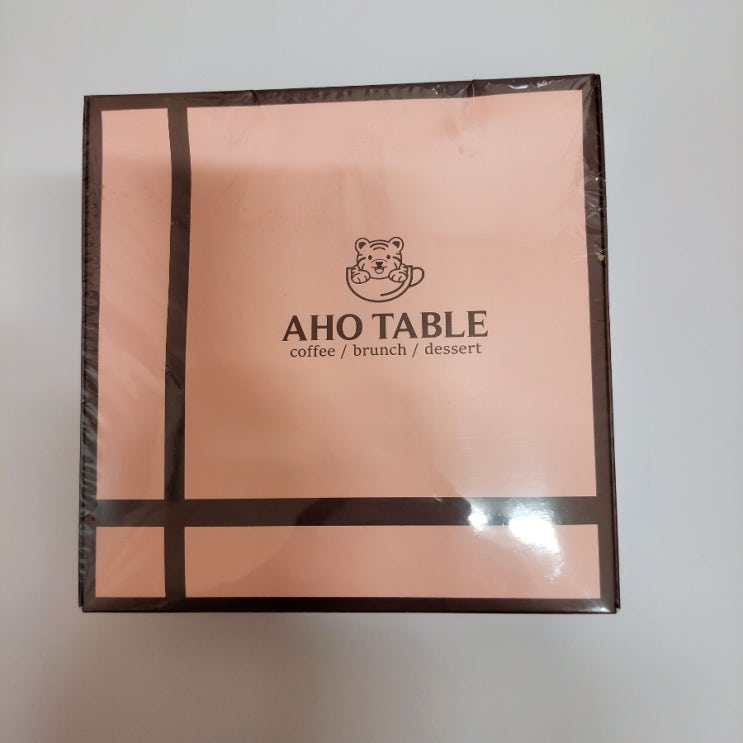 AHO TABLE
coffee / brunch / dessert